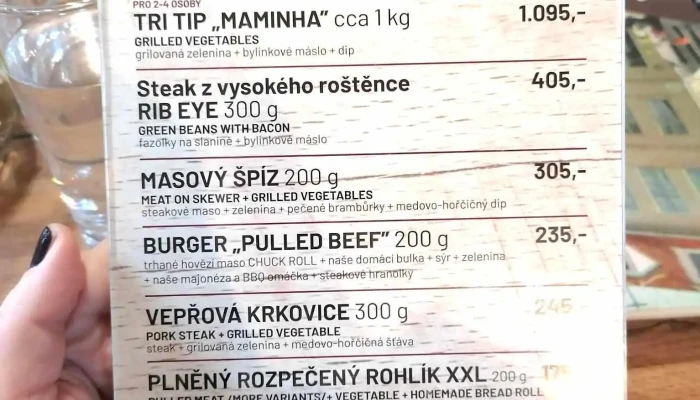 PRO 2-4 OSOBY
TRI TIP „MAMINHA” cca 1 kg 1.095,-
GRILLED VEGETABLES
grilovaná zelenina + bylinkové máslo + dip
Steak z vysokého roštěnce 405,-
RIB EYE 300 g
GREEN BEANS WITH BACON
fazolky na slanině + bylinkové máslo
MASOVÝ ŠPÍZ 200 g 305,-
MEAT ON SKEWER + GRILLED VEGETABLES
steakové maso + zelenina + pečené brambůrky + medovo-hořčičný dip
BURGER „PULLED BEEF” 200 g 235,-
trhané hovězí maso CHUCK ROLL + naše domácí bulka + sýr + zelenina
+ naše majonéza a BBQ omáčka + steakové hranolky
VEPŘOVÁ KRKOVICE 300 g 245
PORK STEAK + GRILLED VEGETABLE
steak + grilovaná zelenina + medovo-hořčičná šťáva
PLNĚNÝ ROZPEČENÝ ROHLÍK XXL 200 g
PULLED MEAT /MORE VARIANTS/+ VEGETABLE + HOMEMADE BREAD ROLL